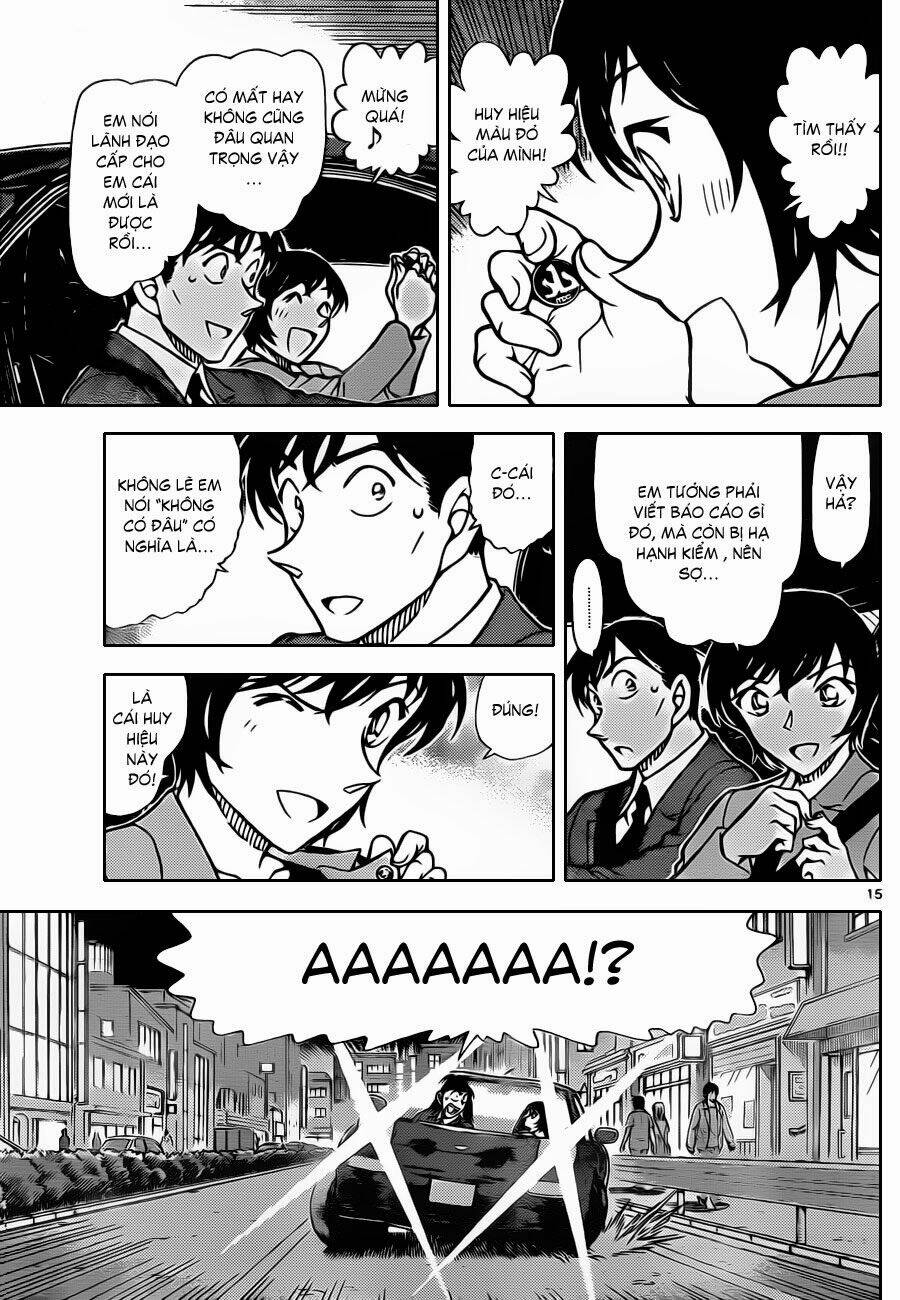 TÌM THẤY
RỒI!!
HUY HIỆU
MÀU ĐỎ
CỦA MÌNH!
MỪNG
QUÁ!
♪
CÓ MẤT HAY
KHÔNG CŨNG
ĐÂU QUAN
TRỌNG VẬY
...
EM NÓI
LÃNH ĐẠO
CẤP CHO
EM CÁI
MỚI LÀ
ĐƯỢC
RỒI...
VẬY
HẢ?
EM TƯỞNG PHẢI
VIẾT BÁO CÁO GÌ
ĐÓ, MÀ CÒN BỊ HẠ
HẠNH KIỂM , NÊN
SỢ...
.........
C-CÁI
ĐÓ...
KHÔNG LẼ EM
NÓI "KHÔNG
CÓ ĐÂU" CÓ
NGHĨA LÀ...
ĐÚNG!
LÀ
CÁI HUY
HIỆU
NÀY
ĐÓ!
15
AAAAAAA!?